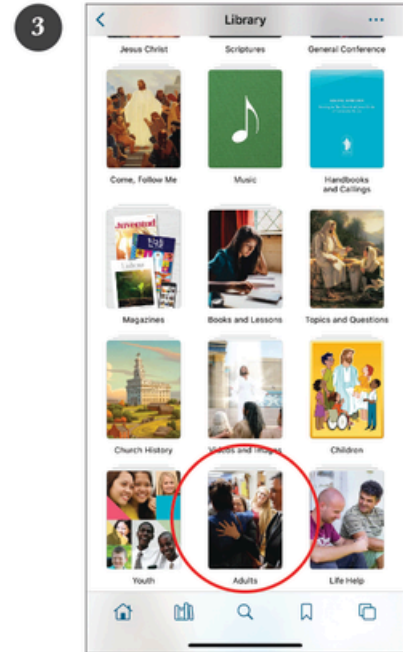 3
Library
Jesus Christ
Scriptures
General Conference
Come, Follow Me
Music
Handbooks
and Callings
Juventud
Magazines
Books and Lessons
Topics and Questions
Church History
Videos and Images
Children
Youth
Adults
Life Help